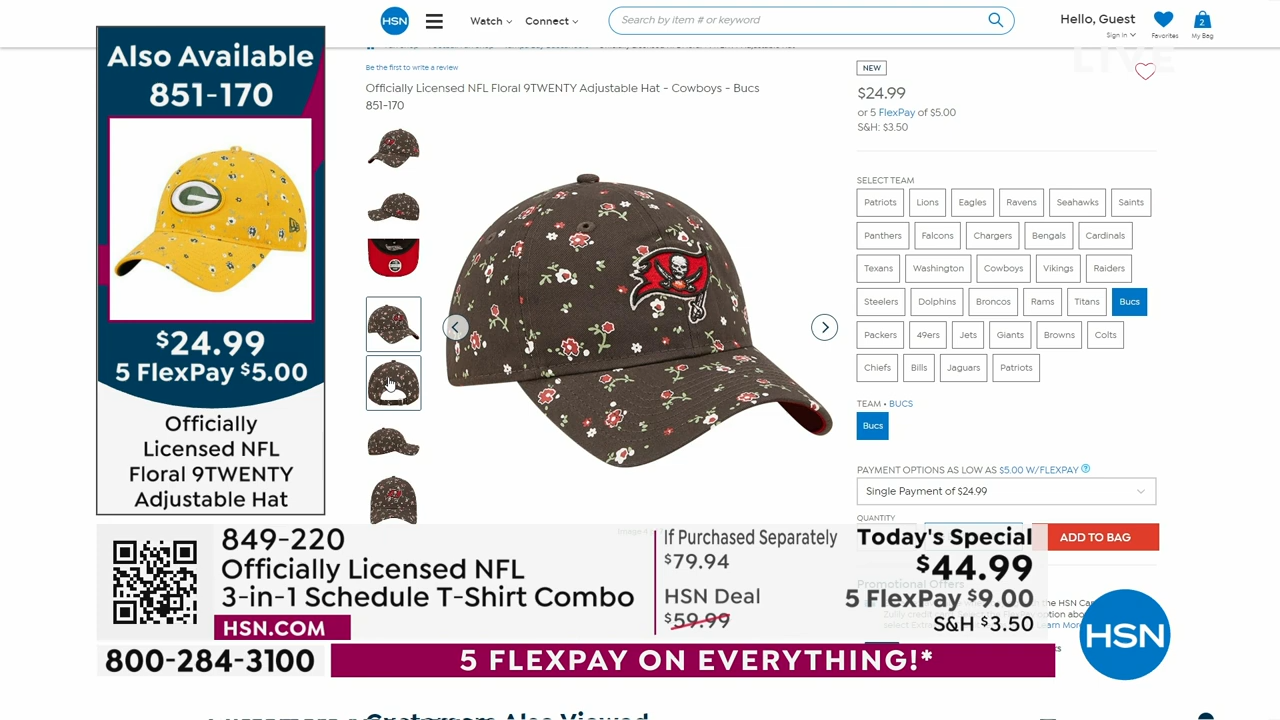 Also Available
851-170
G
$24.99
5 FlexPay $5.00
Officially
Licensed NFL
Floral 9TWENTY
Adjustable Hat
HSN
Watch
Connect
Search by item # or keyword
Hello, Guest
Sign In
Favorites
2
My Bag
LIVE
Be the first to write a review
Officially Licensed NFL Floral 9TWENTY Adjustable Hat - Cowboys - Bucs
851-170
NEW
$24.99
or 5 FlexPay of $5.00
S&H: $3.50
SELECT TEAM
Patriots Lions Eagles Ravens Seahawks Saints
Panthers Falcons Chargers Bengals Cardinals
Texans Washington Cowboys Vikings Raiders
Steelers Dolphins Broncos Rams Titans Bucs
Packers 49ers Jets Giants Browns Colts
Chiefs Bills Jaguars Patriots
TEAM • BUCS
Bucs
PAYMENT OPTIONS AS LOW AS $5.00 W/FLEXPAY
Single Payment of $24.99
QUANTITY
ADD TO BAG
Promotional Offers
849-220
Officially Licensed NFL
3-in-1 Schedule T-Shirt Combo
HSN.COM
If Purchased Separately
$79.94
HSN Deal
$59.99
Today's Special
$44.99
5 FlexPay $9.00
S&H $3.50
HSN
800-284-3100
5 FLEXPAY ON EVERYTHING!*